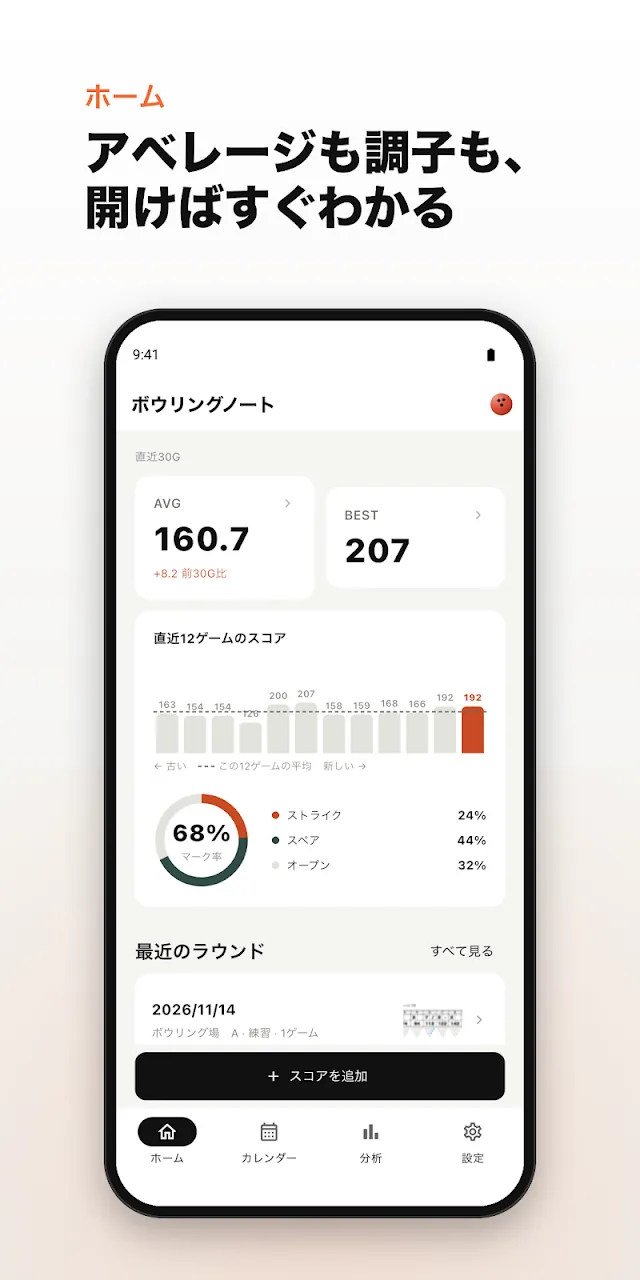 ホーム
アベレージも調子も、
開けばすぐわかる
9:41
ボウリングノート
直近30G
AVG
160.7
+8.2 前30G比
BEST
207
直近12ゲームのスコア
163 154 154 126 200 207 158 159 168 166 192 192
← 古い --- この12ゲームの平均 新しい →
68%
マーク率
ストライク 24%
スペア 44%
オープン 32%
最近のラウンド すべて見る
2026/11/14
ボウリング場 A · 練習 · 1ゲーム
+ スコアを追加
ホーム カレンダー 分析 設定